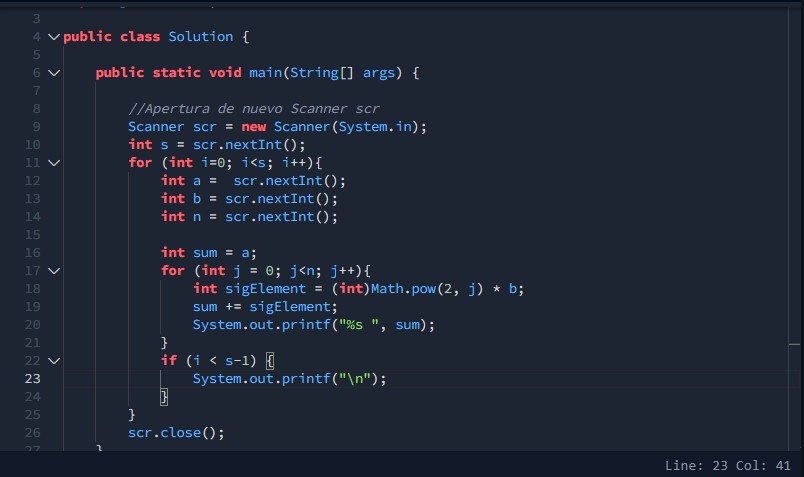 3
4 public class Solution {
5
6 public static void main(String[] args) {
7
8 //Apertura de nuevo Scanner scr
9 Scanner scr = new Scanner(System.in);
10 int s = scr.nextInt();
11 for (int i=0; i<s; i++){
12 int a =  scr.nextInt();
13 int b = scr.nextInt();
14 int n = scr.nextInt();
15
16 int sum = a;
17 for (int j = 0; j<n; j++){
18 int sigElement = (int)Math.pow(2, j) * b;
19 sum += sigElement;
20 System.out.printf("%s ", sum);
21 }
22 if (i < s-1) {
23 System.out.printf("\n");
24 }
25 }
26 scr.close();
27 }
Line: 23 Col: 41